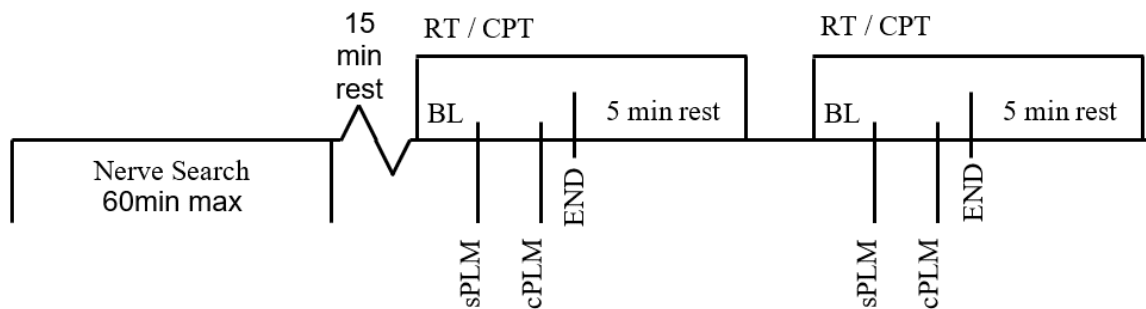 15
min
rest
RT / CPT
RT / CPT
BL
5 min rest
BL
5 min rest
Nerve Search
60min max
sPLM
cPLM
END
sPLM
cPLM
END